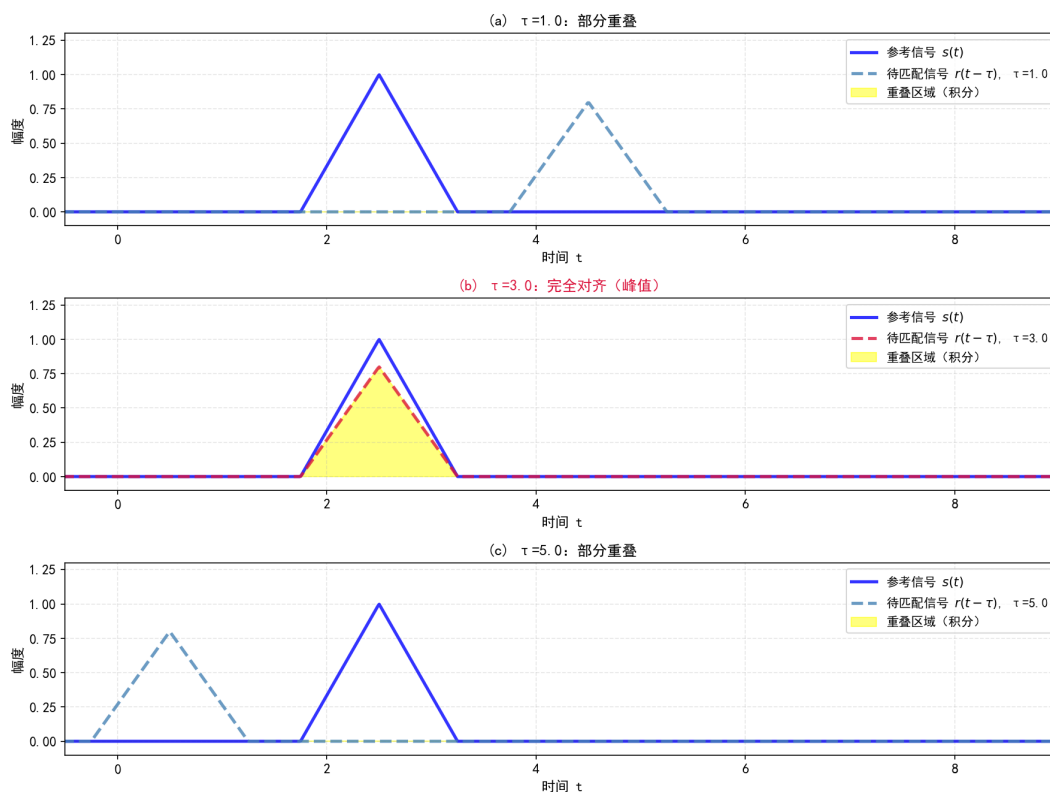 (a) τ=1.0：部分重叠
1.25
1.00
0.75
0.50
0.25
0.00
幅度
参考信号 s(t)
待匹配信号 r(t−τ)， τ=1.0
重叠区域（积分）
0 2 4 6 8
时间 t
(b) τ=3.0：完全对齐（峰值）
1.25
1.00
0.75
0.50
0.25
0.00
幅度
参考信号 s(t)
待匹配信号 r(t−τ)， τ=3.0
重叠区域（积分）
0 2 4 6 8
时间 t
(c) τ=5.0：部分重叠
1.25
1.00
0.75
0.50
0.25
0.00
幅度
参考信号 s(t)
待匹配信号 r(t−τ)， τ=5.0
重叠区域（积分）
0 2 4 6 8
时间 t